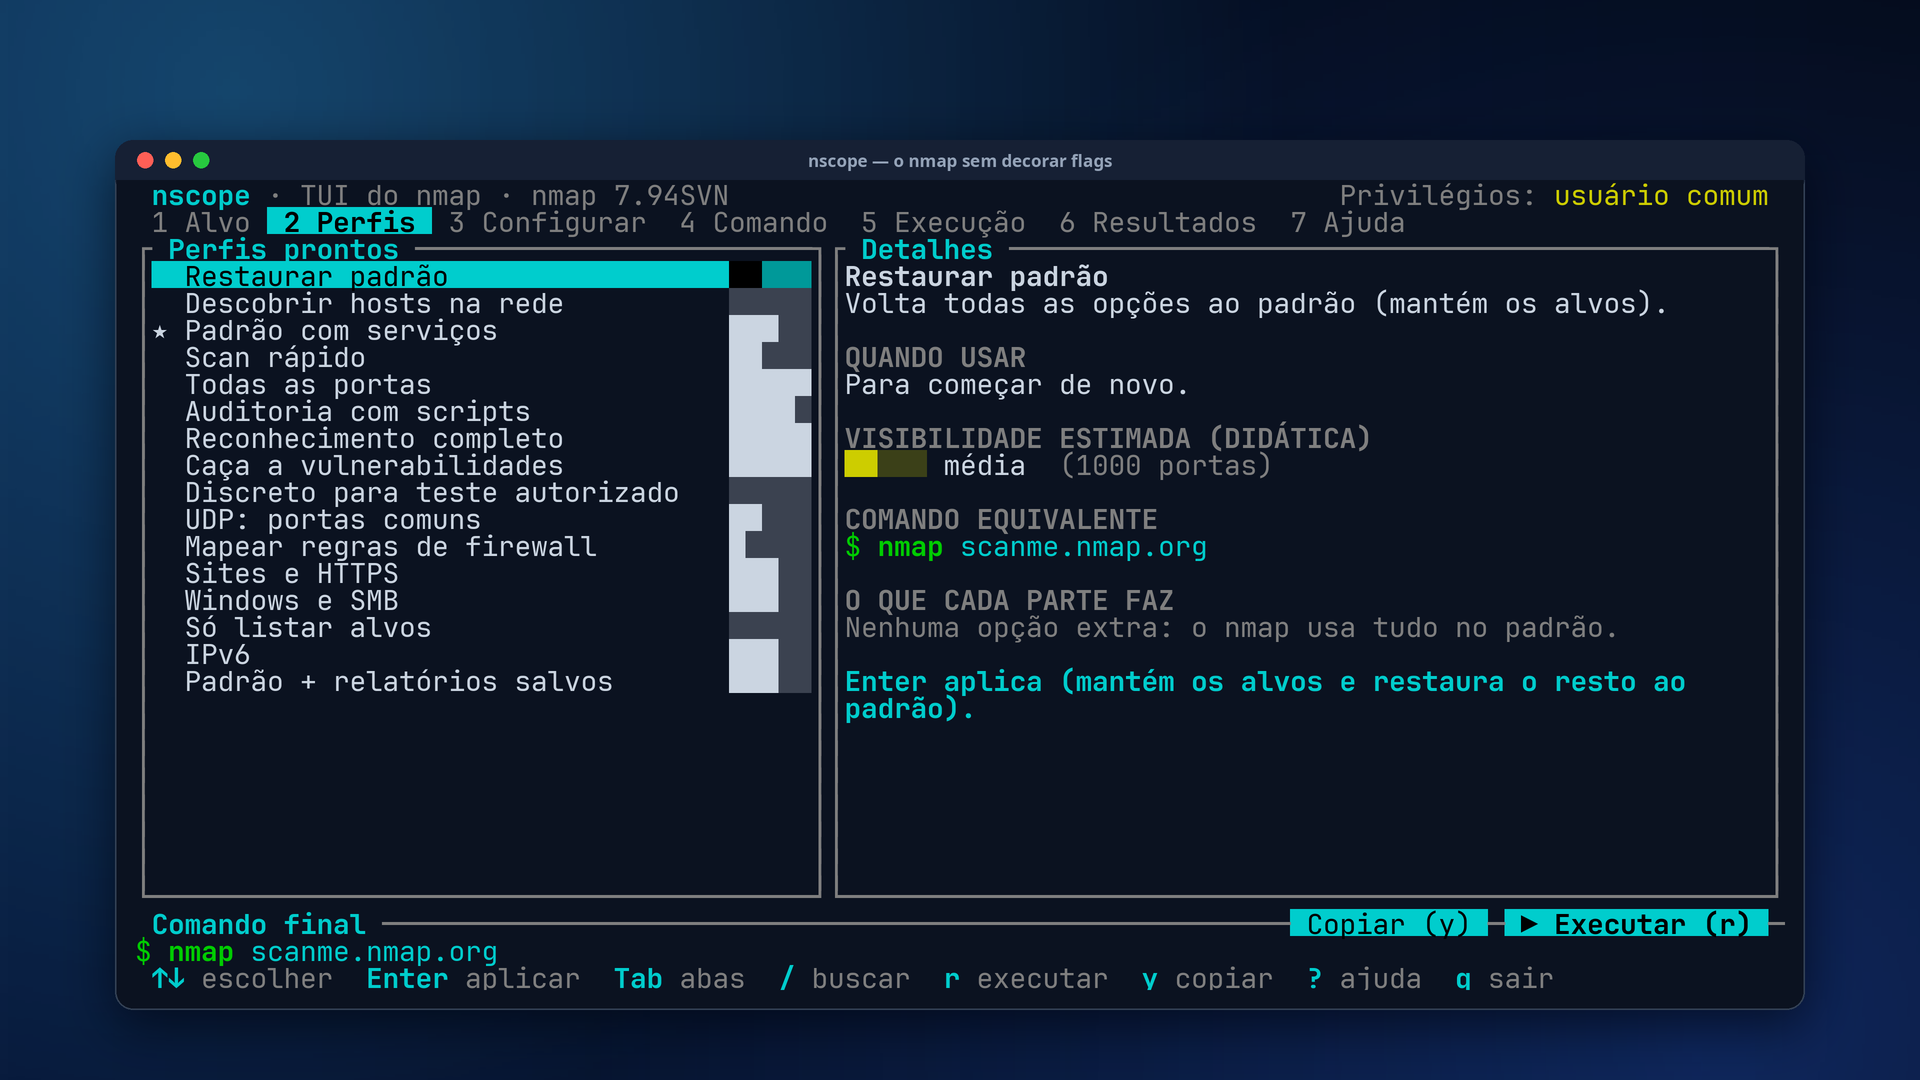 nscope — o nmap sem decorar flags
nscope · TUI do nmap · nmap 7.94SVN
Privilégios: usuário comum
1 Alvo 2 Perfis 3 Configurar 4 Comando 5 Execução 6 Resultados 7 Ajuda
Perfis prontos
Restaurar padrão
Descobrir hosts na rede
★ Padrão com serviços
Scan rápido
Todas as portas
Auditoria com scripts
Reconhecimento completo
Caça a vulnerabilidades
Discreto para teste autorizado
UDP: portas comuns
Mapear regras de firewall
Sites e HTTPS
Windows e SMB
Só listar alvos
IPv6
Padrão + relatórios salvos
Detalhes
Restaurar padrão
Volta todas as opções ao padrão (mantém os alvos).
QUANDO USAR
Para começar de novo.
VISIBILIDADE ESTIMADA (DIDÁTICA)
média (1000 portas)
COMANDO EQUIVALENTE
$ nmap scanme.nmap.org
O QUE CADA PARTE FAZ
Nenhuma opção extra: o nmap usa tudo no padrão.
Enter aplica (mantém os alvos e restaura o resto ao
padrão).
Comando final
Copiar (y) ▶ Executar (r)
$ nmap scanme.nmap.org
↑↓ escolher Enter aplicar Tab abas / buscar r executar y copiar ? ajuda q sair